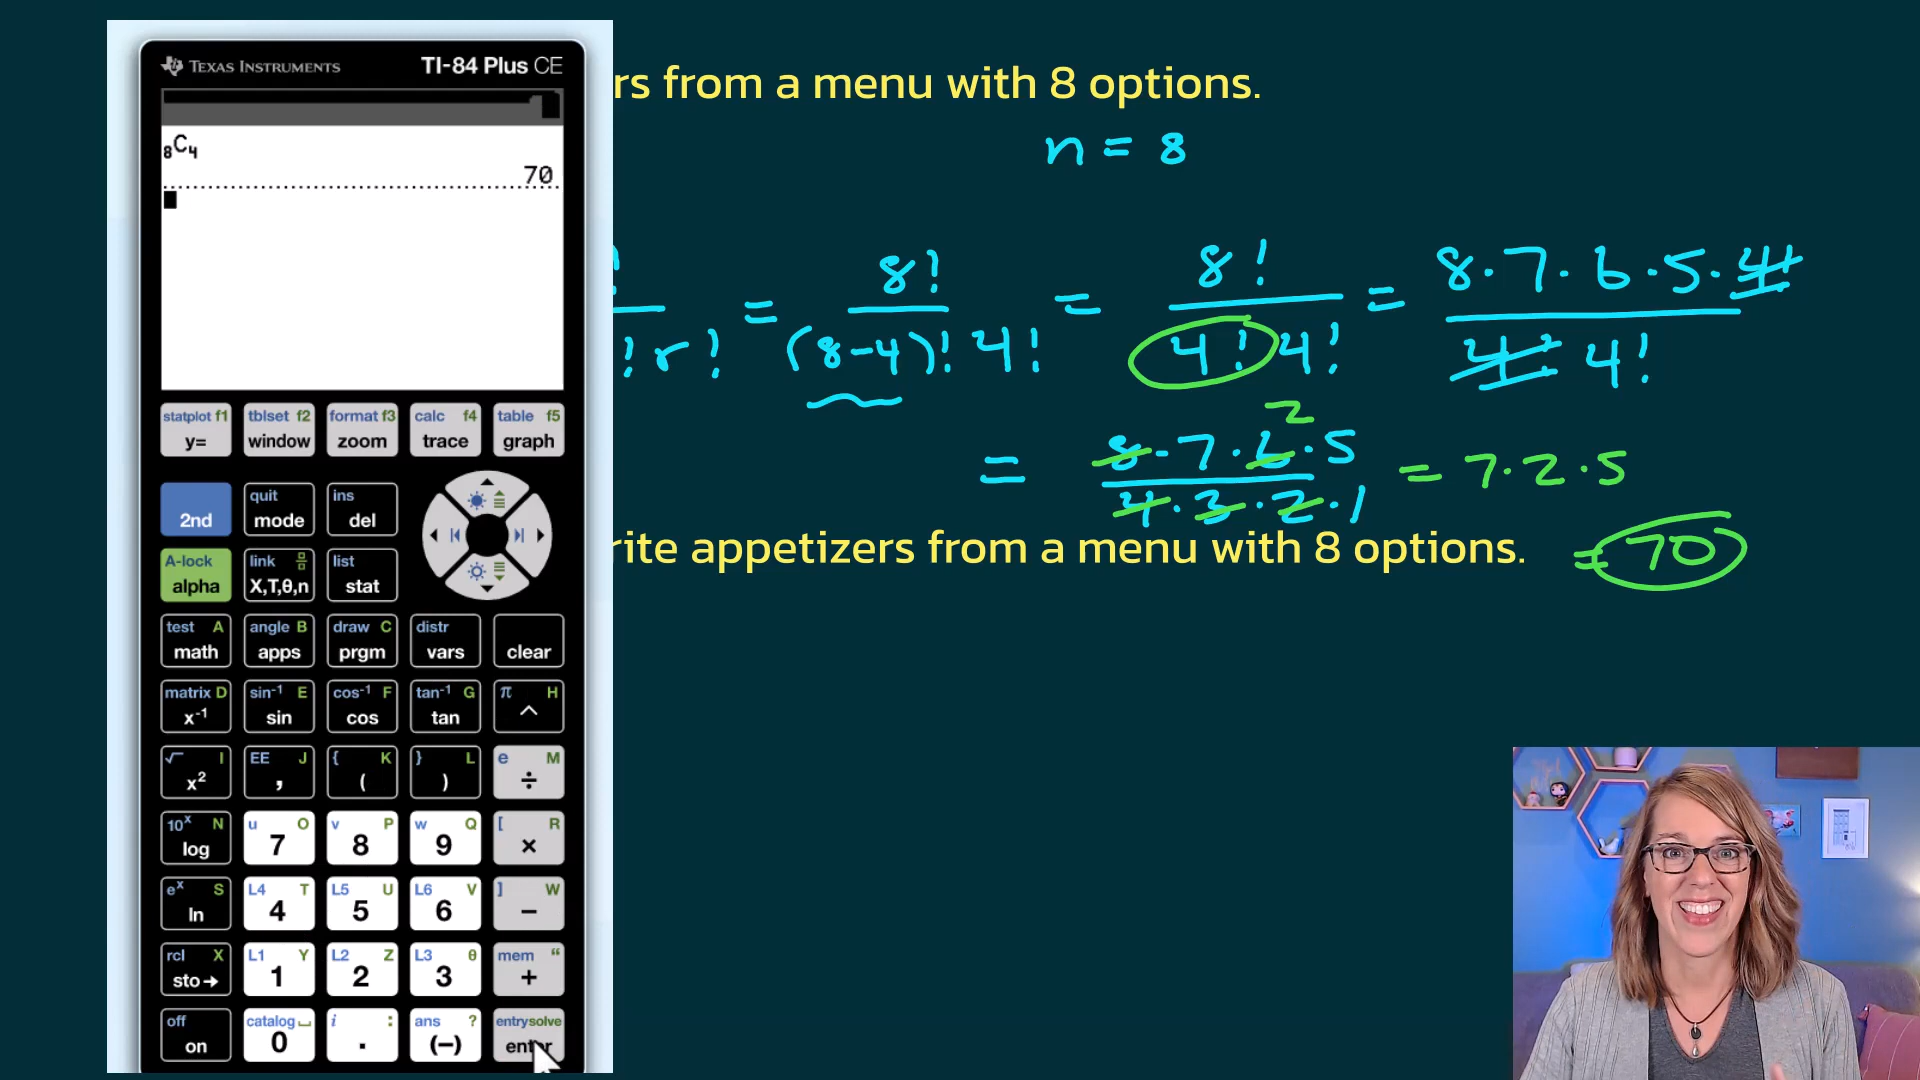 TEXAS INSTRUMENTS TI-84 Plus CE
rs from a menu with 8 options.
n = 8
₈C₄
70
! r! = 8!/(8-4)! 4! = 8!/4! 4! = 8·7·6·5·4!/4! 4!
2
= 8·7·6·5/4·3·2·1 = 7·2·5
rite appetizers from a menu with 8 options. = 70
statplot f1 tblset f2 format f3 calc f4 table f5
y= window zoom trace graph
quit ins
2nd mode del
A-lock link list
alpha X,T,θ,n stat
test A angle B draw C distr
math apps prgm vars clear
matrix D sin⁻¹ E cos⁻¹ F tan⁻¹ G π H
x⁻¹ sin cos tan ^
√ I EE J { K } L e M
x² , ( ) ÷
10ˣ N u O v P w Q [ R
log 7 8 9 ×
eˣ S L4 T L5 U L6 V ] W
ln 4 5 6 −
rcl X L1 Y L2 Z L3 θ mem “
sto→ 1 2 3 +
off catalog i : ans ? entry solve
on 0 . (−) enter